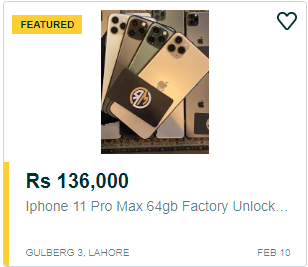 FEATURED
Rs 136,000
Iphone 11 Pro Max 64gb Factory Unlock...
GULBERG 3, LAHORE
FEB 10